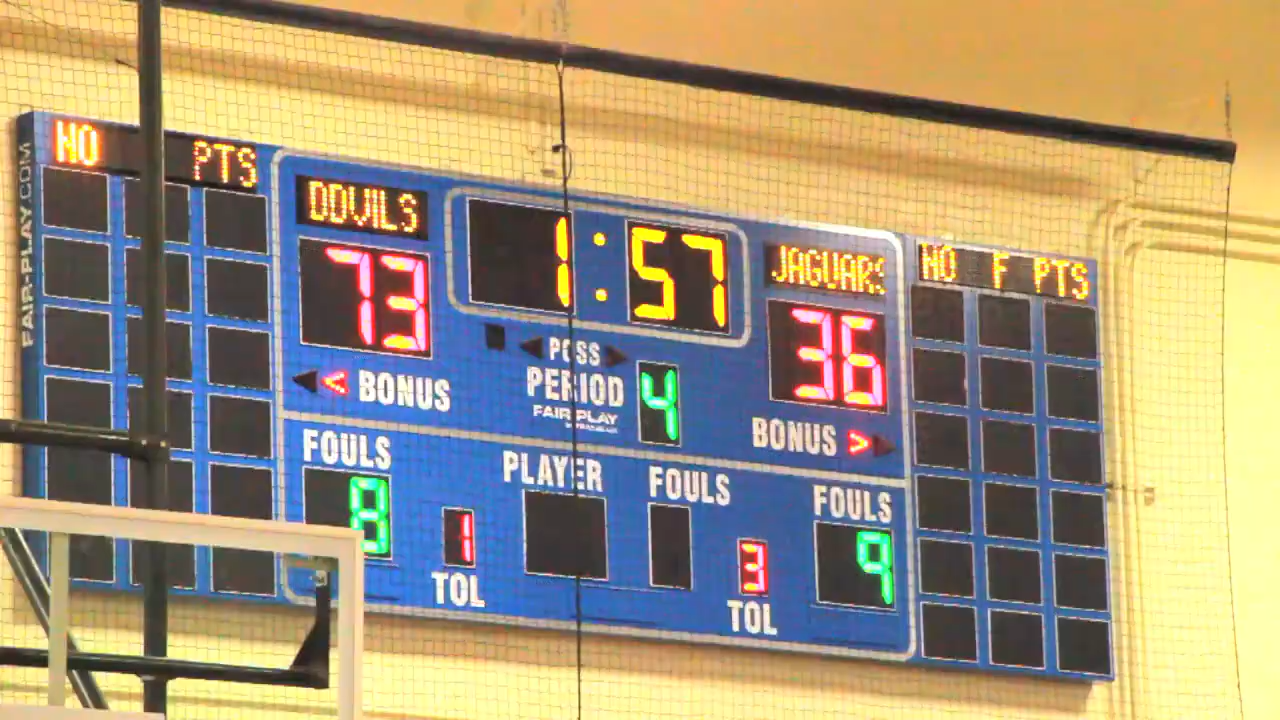 FAIR-PLAY.COM
NO PTS
DDVILS
1:57
JAGUARS
NO F PTS
73
36
POSS
< BONUS
PERIOD 4
FAIR PLAY
BONUS >
FOULS
PLAYER
FOULS
FOULS
8
1
3
9
TOL
TOL